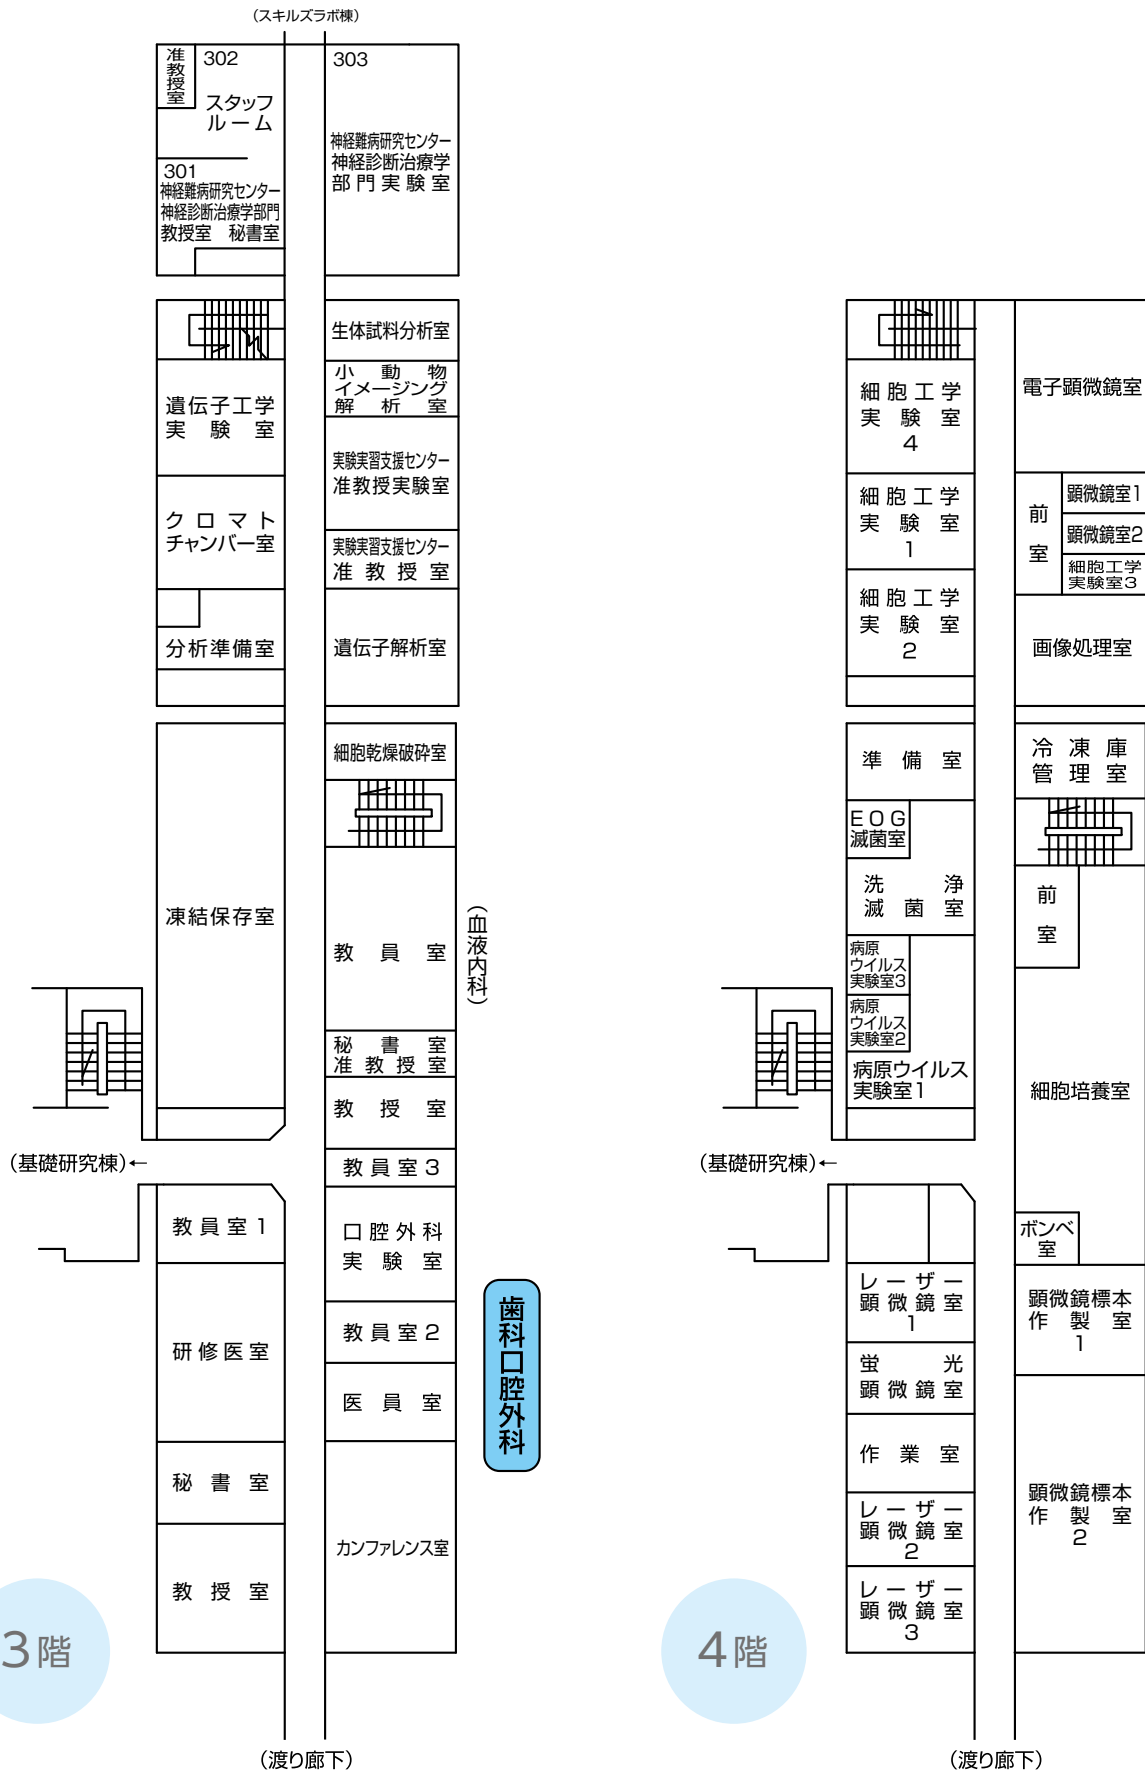 (スキルズラボ棟)
准教授室
302
スタッフ
ルーム
301
神経難病研究センター
神経診断治療学部門
教授室 秘書室
303
神経難病研究センター
神経診断治療学
部門実験室
生体試料分析室
小動物
イメージング
解析室
遺伝子工学
実験室
実験実習支援センター
准教授実験室
クロマト
チャンバー室
実験実習支援センター
准教授室
分析準備室
遺伝子解析室
細胞乾燥破砕室
凍結保存室
教員室
(血液内科)
秘書室
准教授室
教授室
(基礎研究棟)←
教員室3
教員室1
口腔外科
実験室
研修医室
教員室2
医員室
歯科口腔外科
秘書室
カンファレンス室
教授室
3階
(渡り廊下)
細胞工学
実験室
4
電子顕微鏡室
細胞工学
実験室
1
前室
顕微鏡室1
顕微鏡室2
細胞工学
実験室3
細胞工学
実験室
2
画像処理室
準備室
冷凍庫
管理室
EOG
滅菌室
洗浄
滅菌室
前室
病原
ウイルス
実験室3
病原
ウイルス
実験室2
病原ウイルス
実験室1
細胞培養室
(基礎研究棟)←
ボンベ
室
レーザー
顕微鏡室
1
顕微鏡標本
作製室
1
蛍光
顕微鏡室
作業室
レーザー
顕微鏡室
2
顕微鏡標本
作製室
2
レーザー
顕微鏡室
3
4階
(渡り廊下)